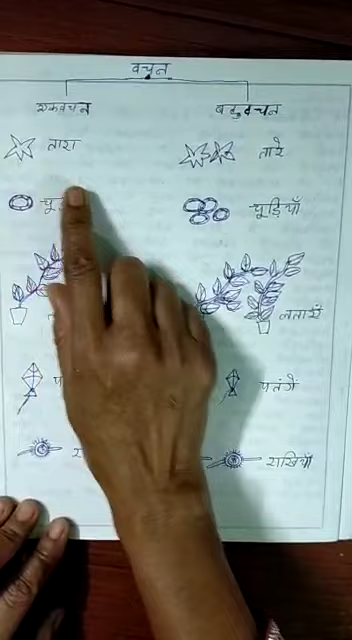 वचन
एकवचन बहुवचन
तारा तारे
चूड़ियाँ
लताएँ
पतंगें
राखियाँ